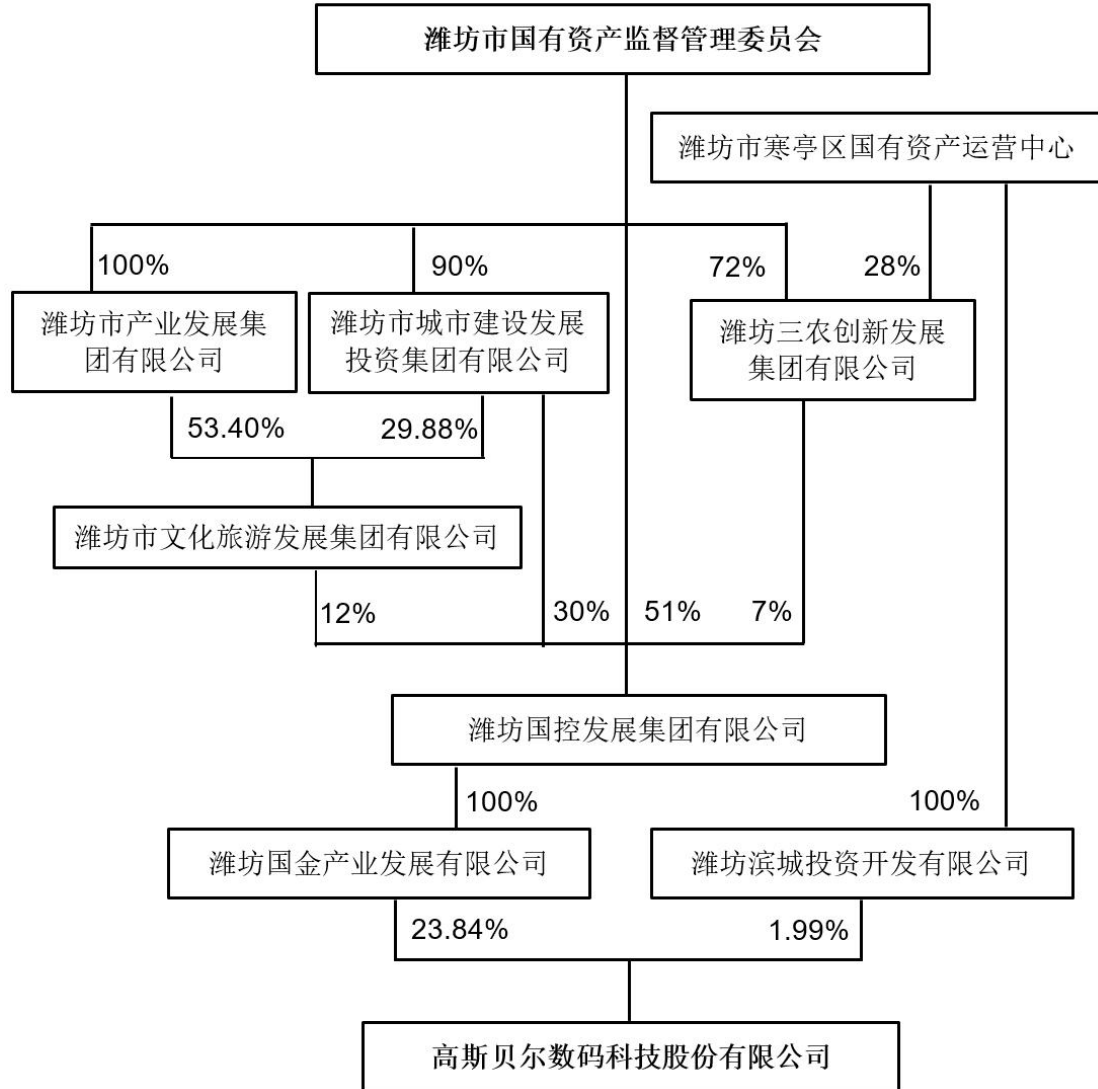 潍坊市国有资产监督管理委员会
潍坊市寒亭区国有资产运营中心
100%
90%
72%
28%
潍坊市产业发展集
团有限公司
潍坊市城市建设发展
投资集团有限公司
潍坊三农创新发展
集团有限公司
53.40%
29.88%
潍坊市文化旅游发展集团有限公司
12%
30%
51%
7%
潍坊国控发展集团有限公司
100%
100%
潍坊国金产业发展有限公司
潍坊滨城投资开发有限公司
23.84%
1.99%
高斯贝尔数码科技股份有限公司